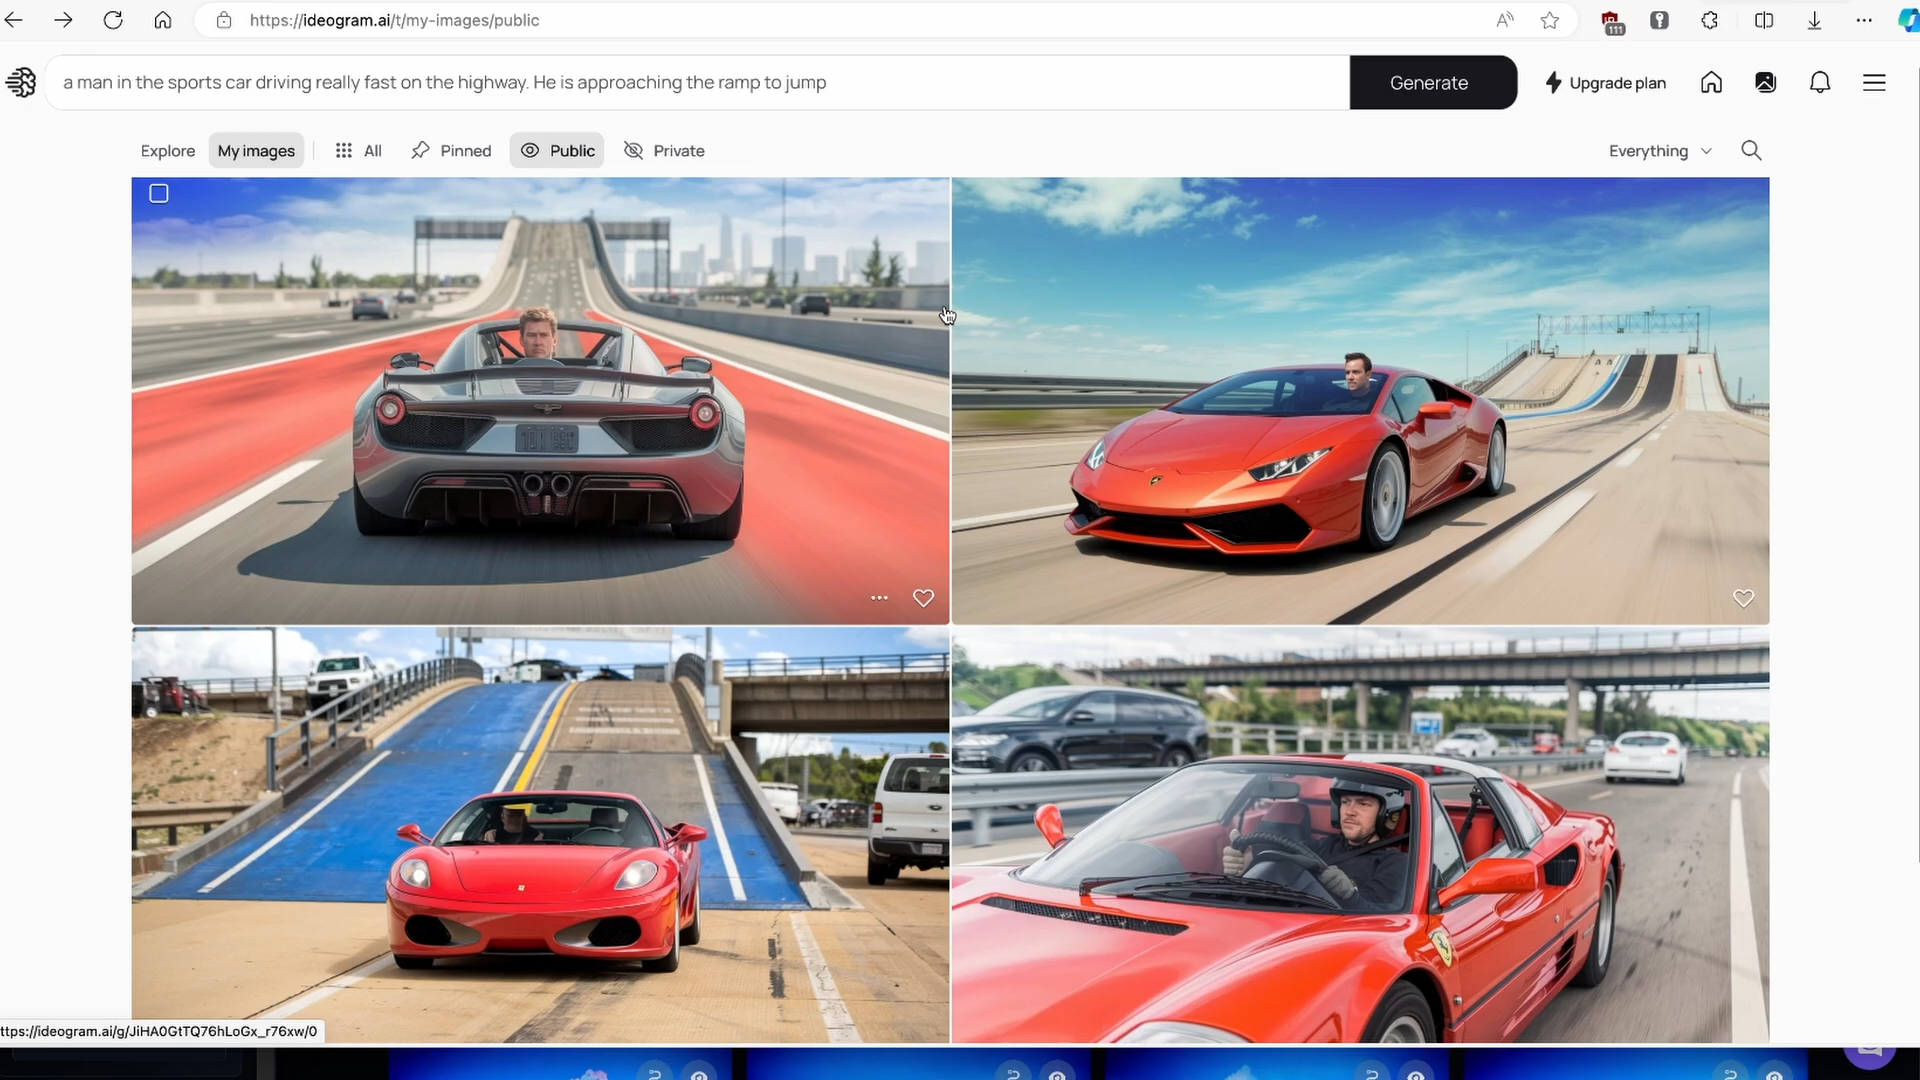 https://ideogram.ai/t/my-images/public
111
a man in the sports car driving really fast on the highway. He is approaching the ramp to jump
Generate
Upgrade plan
Explore
My images
All
Pinned
Public
Private
Everything
ttps://ideogram.ai/g/JiHA0GtTQ76hLoGx_r76xw/0